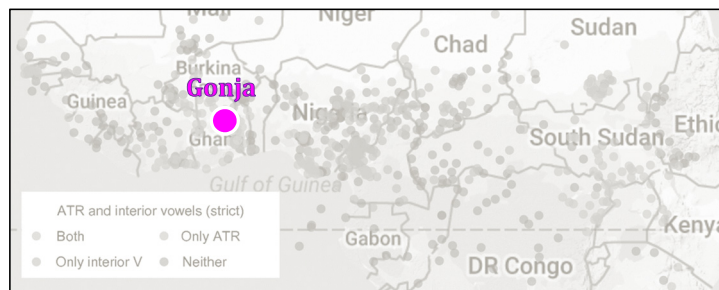 Mali
Niger
Sudan
Chad
Burkina
Gonja
Guinea
Nigeria
Ghana
South Sudan
Ethi
Gulf of Guinea
ATR and interior vowels (strict)
Both
Only ATR
Only interior V
Neither
Gabon
Kenya
DR Congo